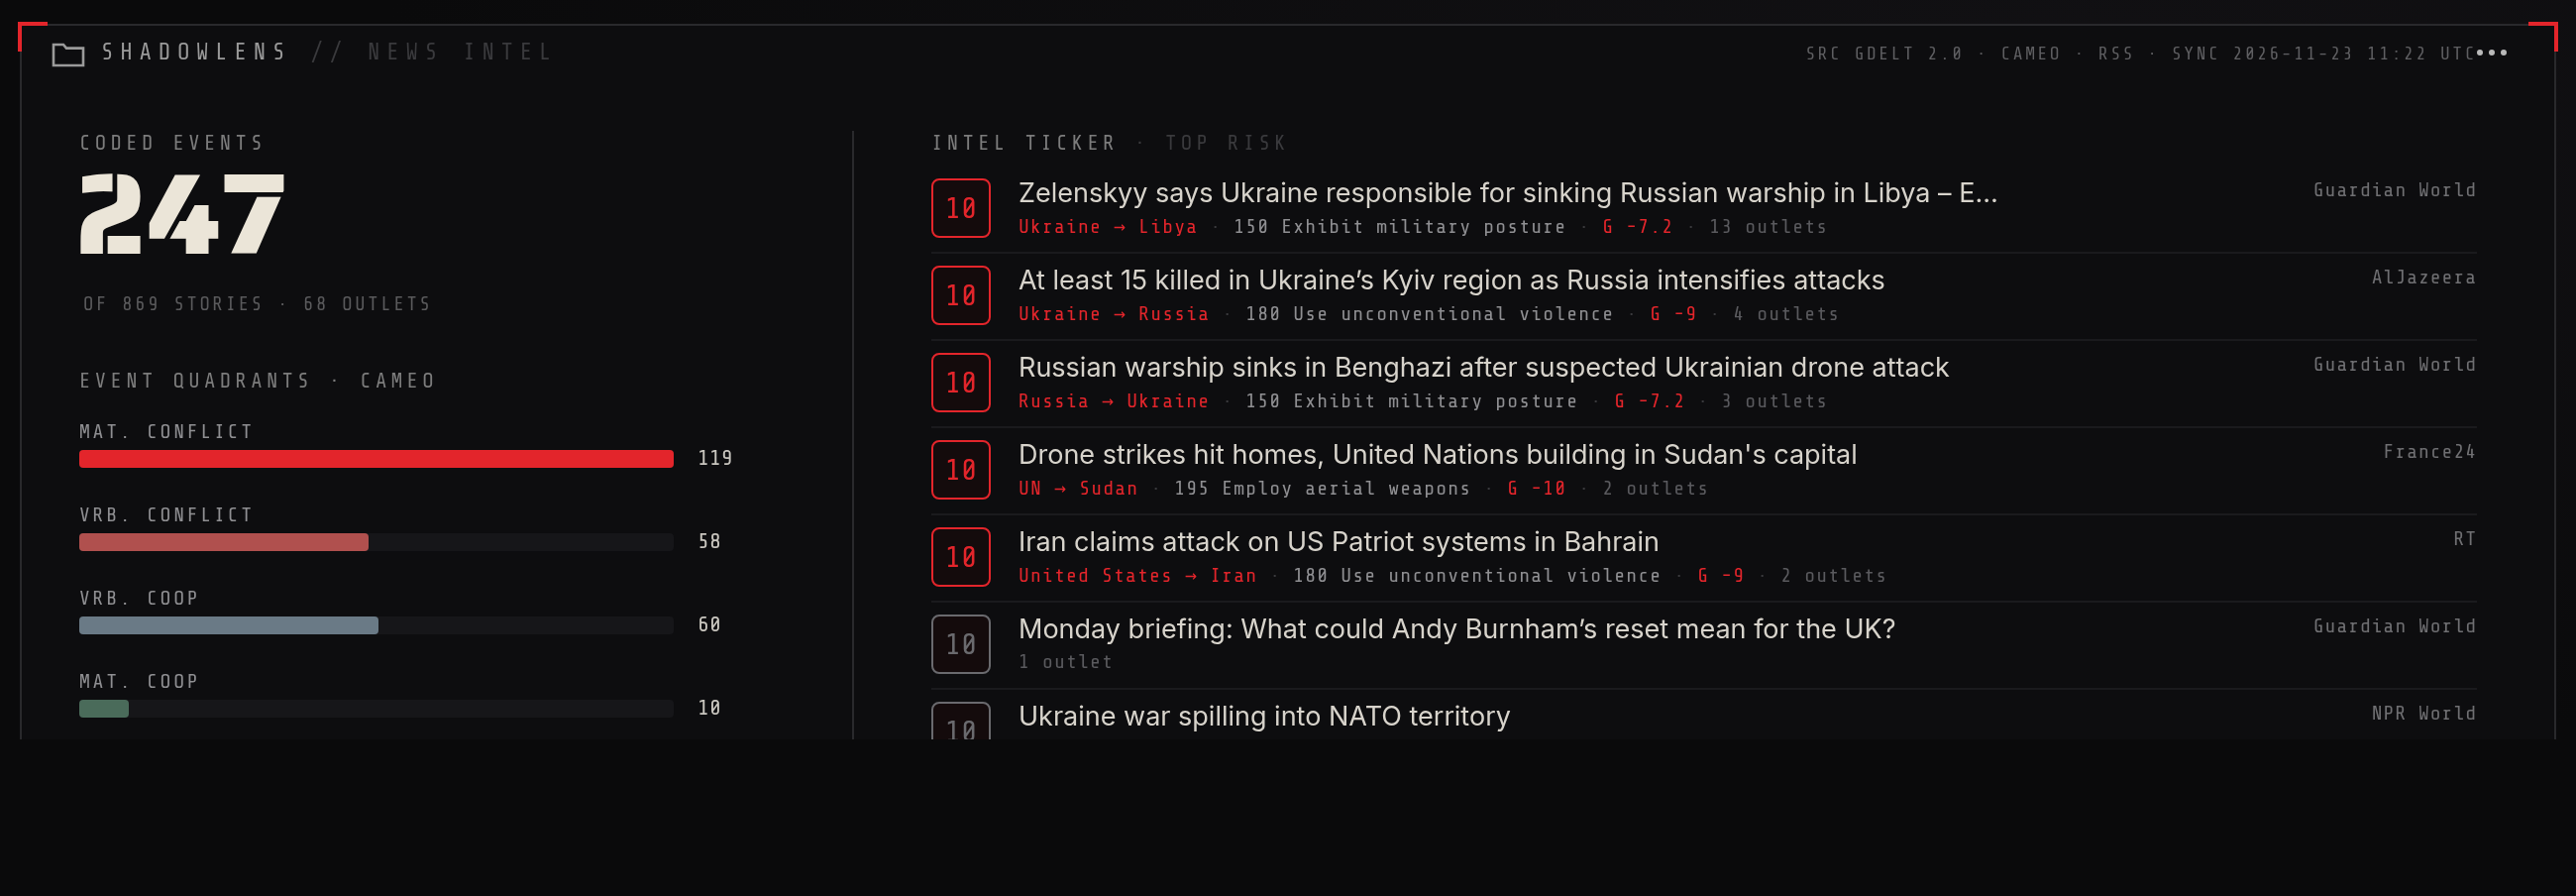 SHADOWLENS // NEWS INTEL
SRC GDELT 2.0 · CAMEO · RSS · SYNC 2026-11-23 11:22 UTC
CODED EVENTS
247
OF 869 STORIES · 68 OUTLETS
EVENT QUADRANTS · CAMEO
MAT. CONFLICT
119
VRB. CONFLICT
58
VRB. COOP
60
MAT. COOP
10
INTEL TICKER · TOP RISK
10
Zelenskyy says Ukraine responsible for sinking Russian warship in Libya – E...
Guardian World
Ukraine → Libya · 150 Exhibit military posture · G -7.2 · 13 outlets
10
At least 15 killed in Ukraine’s Kyiv region as Russia intensifies attacks
AlJazeera
Ukraine → Russia · 180 Use unconventional violence · G -9 · 4 outlets
10
Russian warship sinks in Benghazi after suspected Ukrainian drone attack
Guardian World
Russia → Ukraine · 150 Exhibit military posture · G -7.2 · 3 outlets
10
Drone strikes hit homes, United Nations building in Sudan's capital
France24
UN → Sudan · 195 Employ aerial weapons · G -10 · 2 outlets
10
Iran claims attack on US Patriot systems in Bahrain
RT
United States → Iran · 180 Use unconventional violence · G -9 · 2 outlets
10
Monday briefing: What could Andy Burnham’s reset mean for the UK?
Guardian World
1 outlet
10
Ukraine war spilling into NATO territory
NPR World